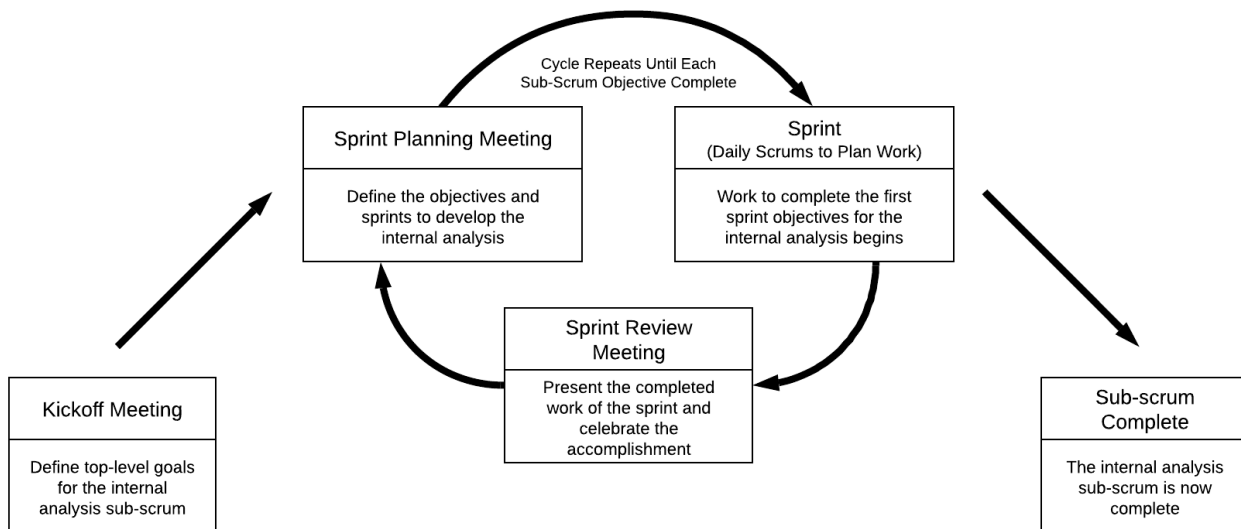 Cycle Repeats Until Each
Sub-Scrum Objective Complete
Sprint Planning Meeting
Define the objectives and
sprints to develop the
internal analysis
Sprint
(Daily Scrums to Plan Work)
Work to complete the first
sprint objectives for the
internal analysis begins
Sprint Review
Meeting
Present the completed
work of the sprint and
celebrate the
accomplishment
Kickoff Meeting
Define top-level goals
for the internal
analysis sub-scrum
Sub-scrum
Complete
The internal analysis
sub-scrum is now
complete